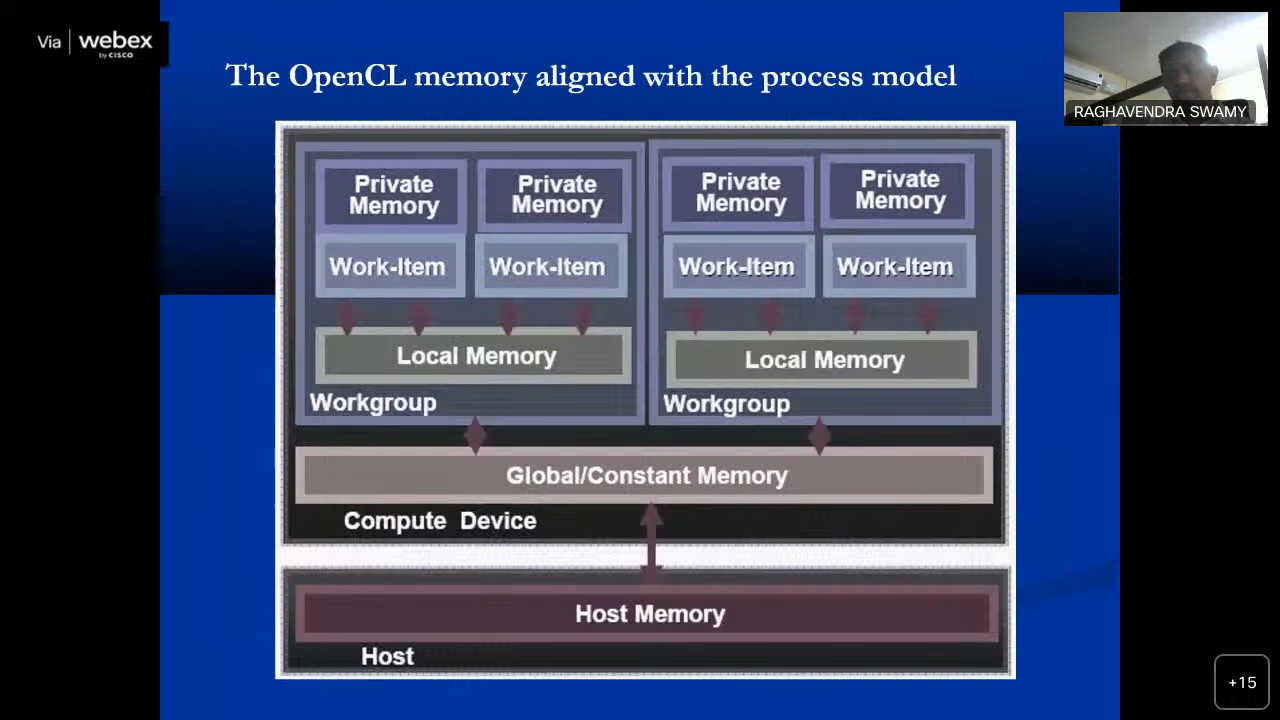 Via webex
by CISCO
The OpenCL memory aligned with the process model
RAGHAVENDRA SWAMY
Private
Memory
Private
Memory
Private
Memory
Private
Memory
Work-Item
Work-Item
Work-Item
Work-Item
Local Memory
Local Memory
Workgroup
Workgroup
Global/Constant Memory
Compute Device
Host Memory
Host
+15